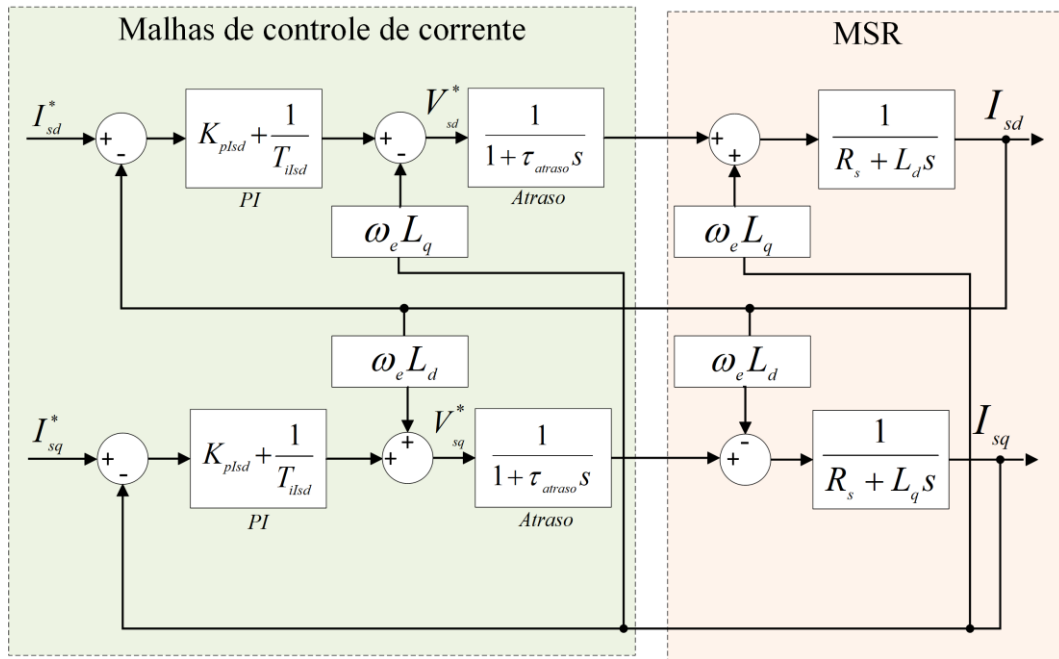 Malhas de controle de corrente
MSR
I*sd
+
-
KpIsd + 1/TiIsd
PI
+
-
V*sd
1/(1 + τatraso s)
Atraso
+
+
1/(Rs + Ld s)
Isd
ωe Lq
ωe Lq
ωe Ld
ωe Ld
I*sq
+
-
KpIsd + 1/TiIsd
PI
+
+
V*sq
1/(1 + τatraso s)
Atraso
-
+
1/(Rs + Lq s)
Isq